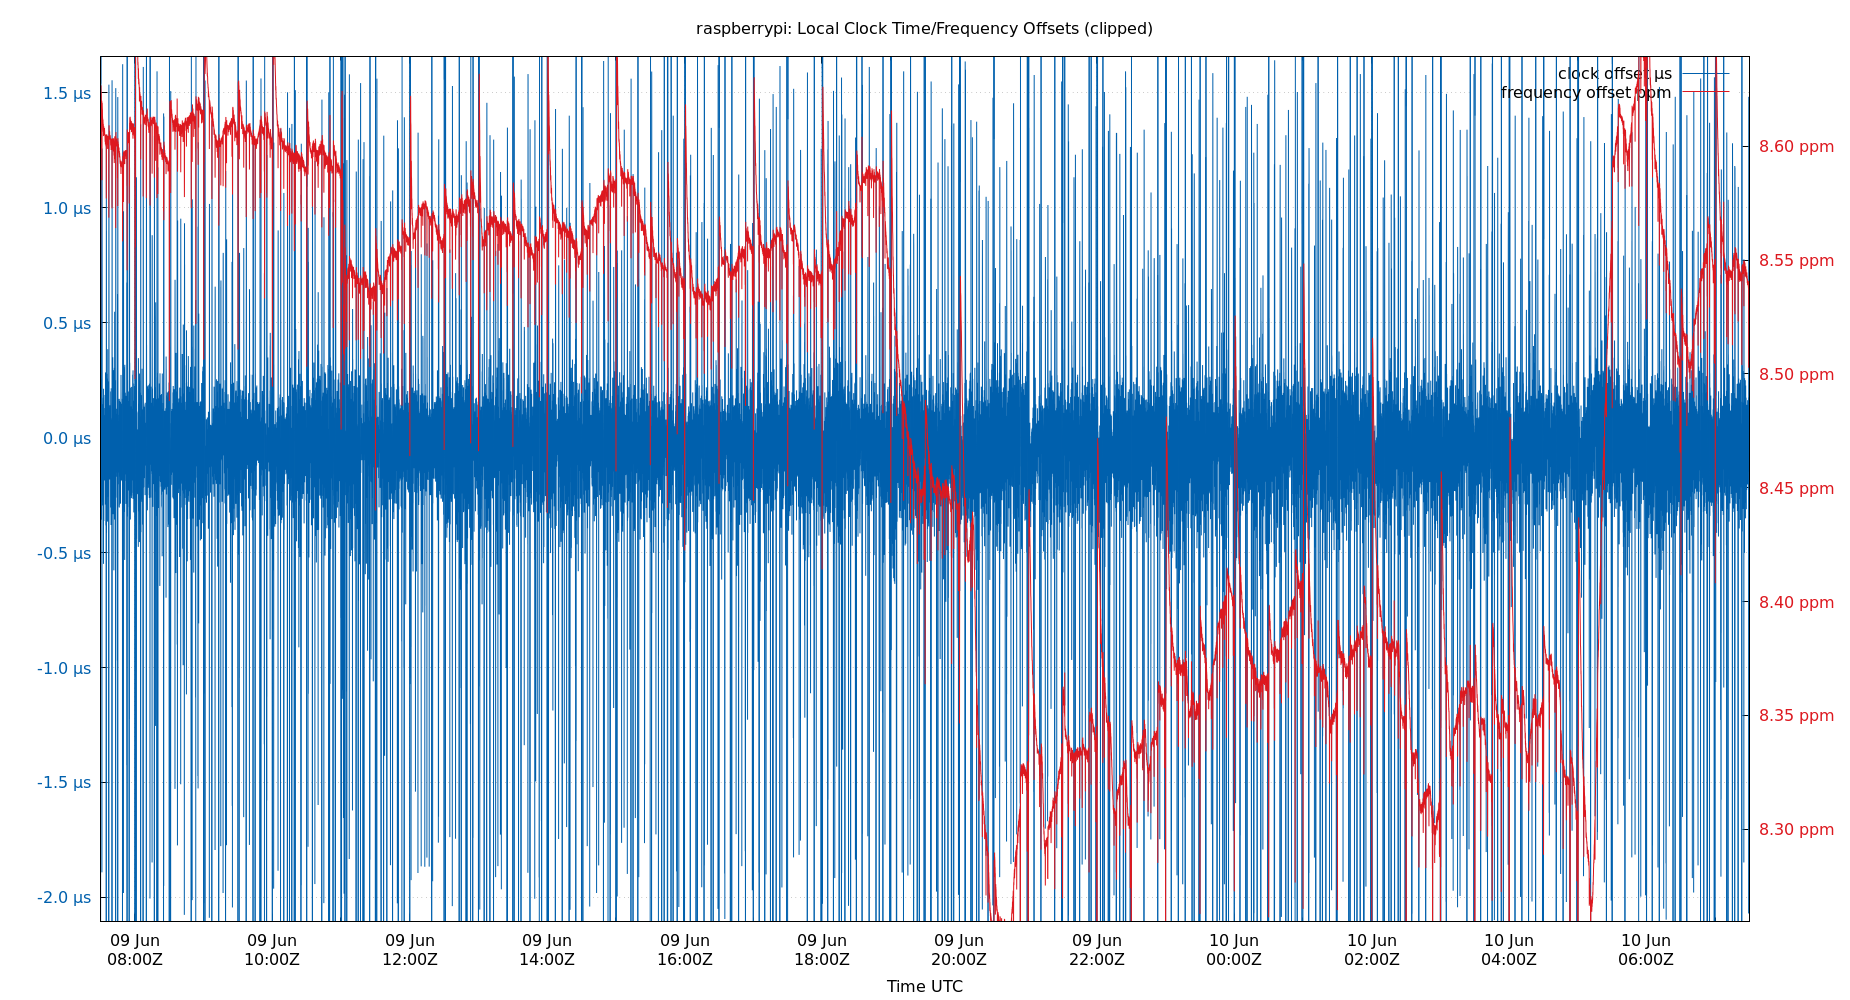 raspberrypi: Local Clock Time/Frequency Offsets (clipped)
clock offset µs
frequency offset ppm
1.5 µs
1.0 µs
0.5 µs
0.0 µs
-0.5 µs
-1.0 µs
-1.5 µs
-2.0 µs
8.60 ppm
8.55 ppm
8.50 ppm
8.45 ppm
8.40 ppm
8.35 ppm
8.30 ppm
09 Jun 09 Jun 09 Jun 09 Jun 09 Jun 09 Jun 09 Jun 09 Jun 10 Jun 10 Jun 10 Jun 10 Jun
08:00Z 10:00Z 12:00Z 14:00Z 16:00Z 18:00Z 20:00Z 22:00Z 00:00Z 02:00Z 04:00Z 06:00Z
Time UTC